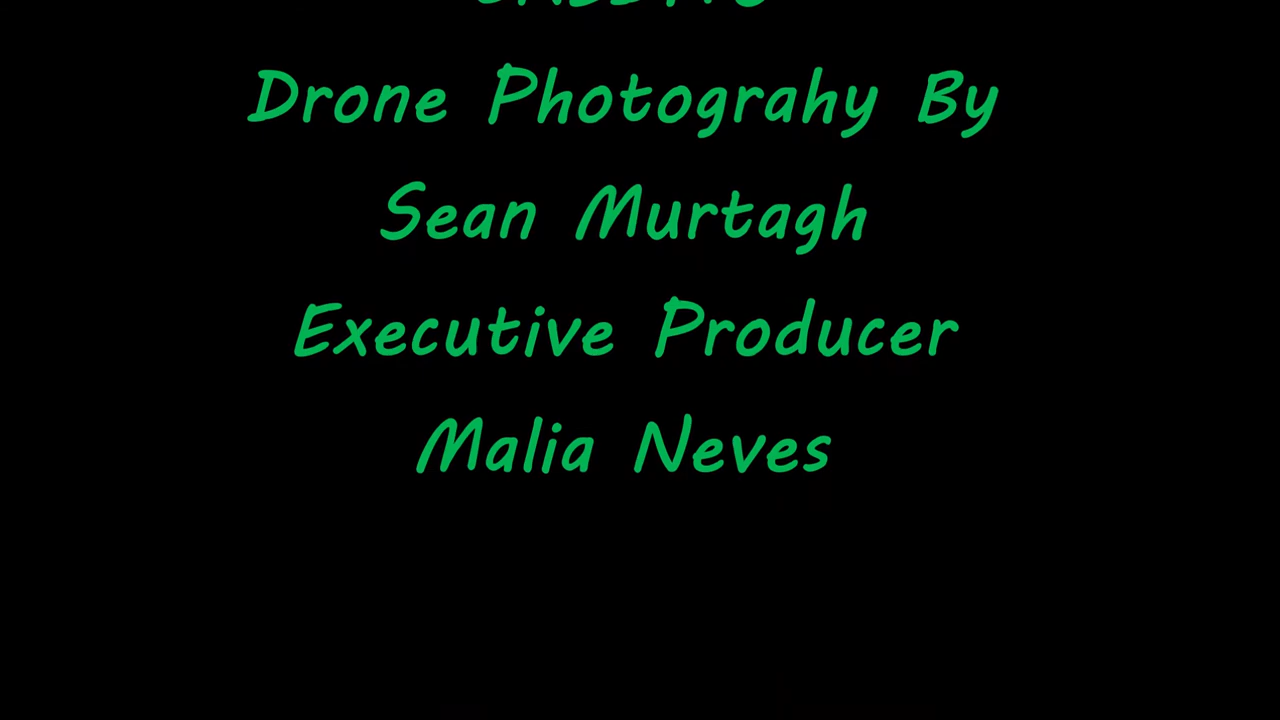 Drone Photograhy By
Sean Murtagh
Executive Producer
Malia Neves